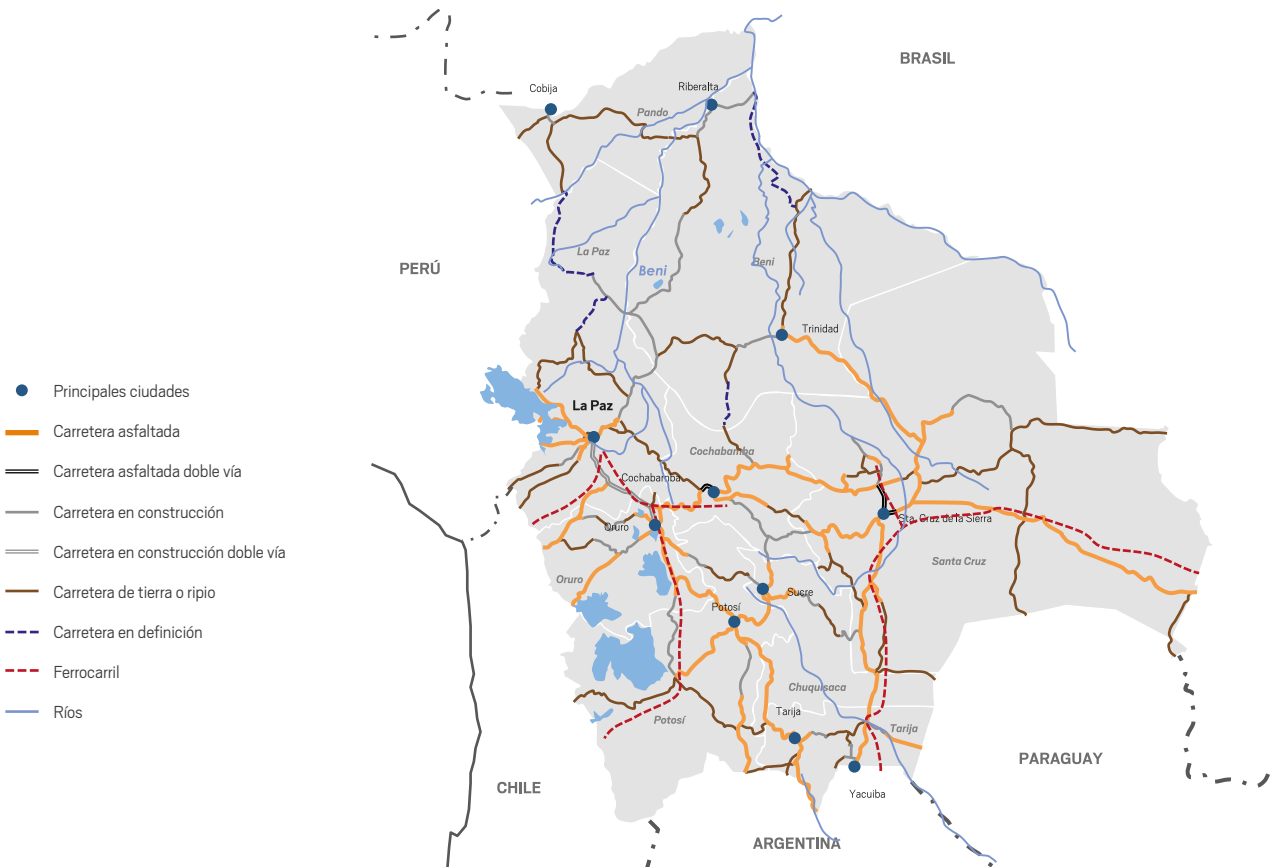 BRASIL
Cobija
Riberalta
Pando
La Paz
Beni
Beni
PERÚ
Trinidad
La Paz
Cochabamba
Cochabamba
Oruro
Sta. Cruz de la Sierra
Santa Cruz
Oruro
Sucre
Potosí
Chuquisaca
Tarija
Potosí
Tarija
PARAGUAY
CHILE
Yacuiba
ARGENTINA
Principales ciudades
Carretera asfaltada
Carretera asfaltada doble vía
Carretera en construcción
Carretera en construcción doble vía
Carretera de tierra o ripio
Carretera en definición
Ferrocarril
Ríos